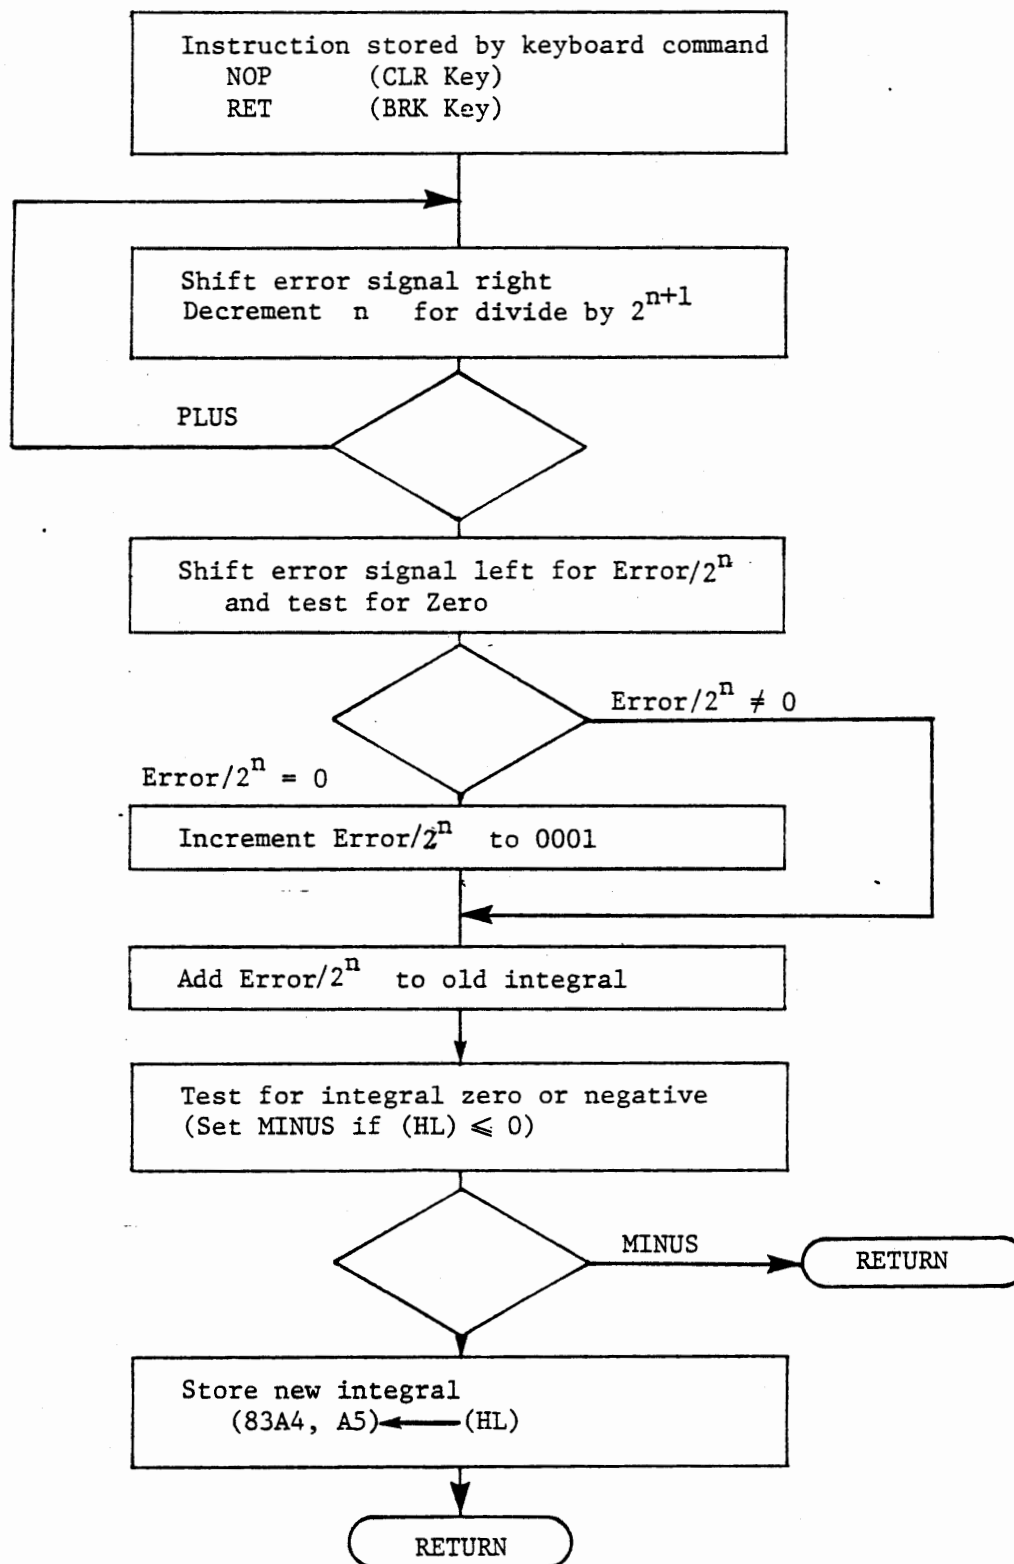 Instruction stored by keyboard command
NOP (CLR Key)
RET (BRK Key)
Shift error signal right
Decrement n for divide by 2^n+1
PLUS
Shift error signal left for Error/2^n
and test for Zero
Error/2^n ≠ 0
Error/2^n = 0
Increment Error/2^n to 0001
Add Error/2^n to old integral
Test for integral zero or negative
(Set MINUS if (HL) ⩽ 0)
MINUS
RETURN
Store new integral
(83A4, A5)←(HL)
RETURN